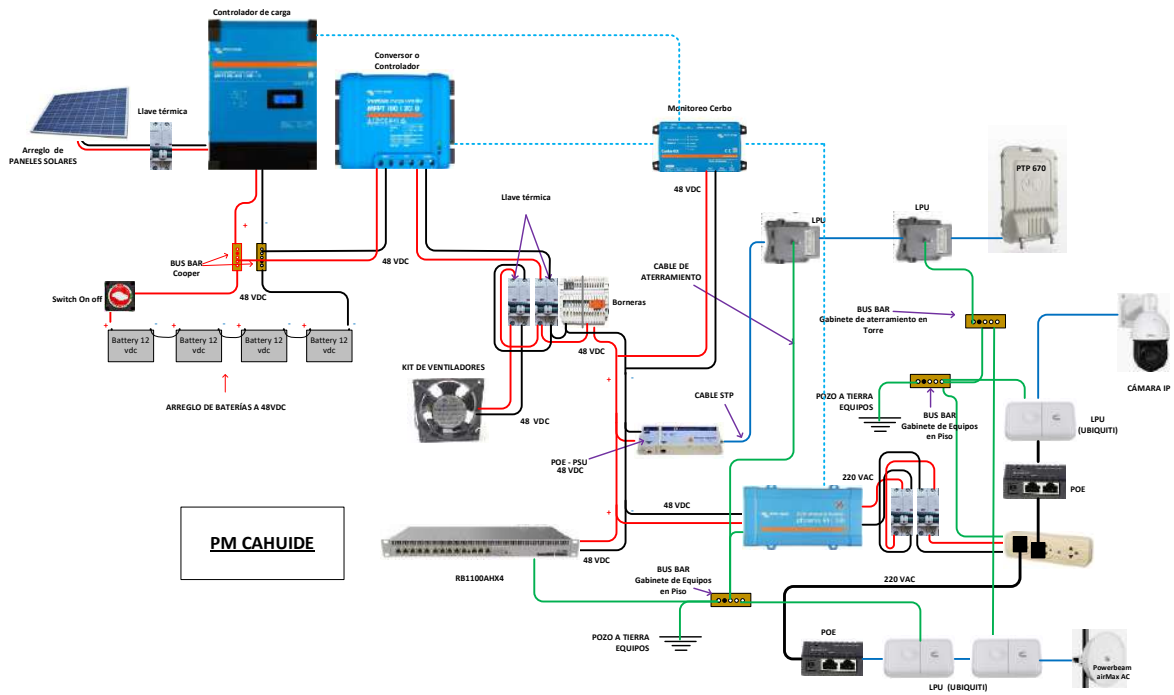 Controlador de carga
Conversor o
Controlador
Llave térmica
Arreglo de
PANELES SOLARES
MPPT 150 | 20
Monitoreo Cerbo
48 VDC
PTP 670
LPU
LPU
Llave térmica
+
-
BUS BAR
Cooper
48 VDC
48 VDC
CABLE DE
ATERRAMIENTO
Switch On off
Borneras
48 VDC
BUS BAR
Gabinete de aterramiento en
Torre
+
-
+
-
+
-
+
-
Battery 12
vdc
Battery 12
vdc
Battery 12
vdc
Battery 12
vdc
ARREGLO DE BATERÍAS A 48VDC
KIT DE VENTILADORES
48 VDC
+
-
CABLE STP
CÁMARA IP
POZO A TIERRA
EQUIPOS
BUS BAR
Gabinete de Equipos
en Piso
LPU
(UBIQUITI)
POE - PSU
48 VDC
220 VAC
POE
48 VDC
+
-
PM CAHUIDE
48 VDC
RB1100AHX4
BUS BAR
Gabinete de Equipos
en Piso
220 VAC
POZO A TIERRA
EQUIPOS
POE
LPU (UBIQUITI)
Powerbeam
airMax AC